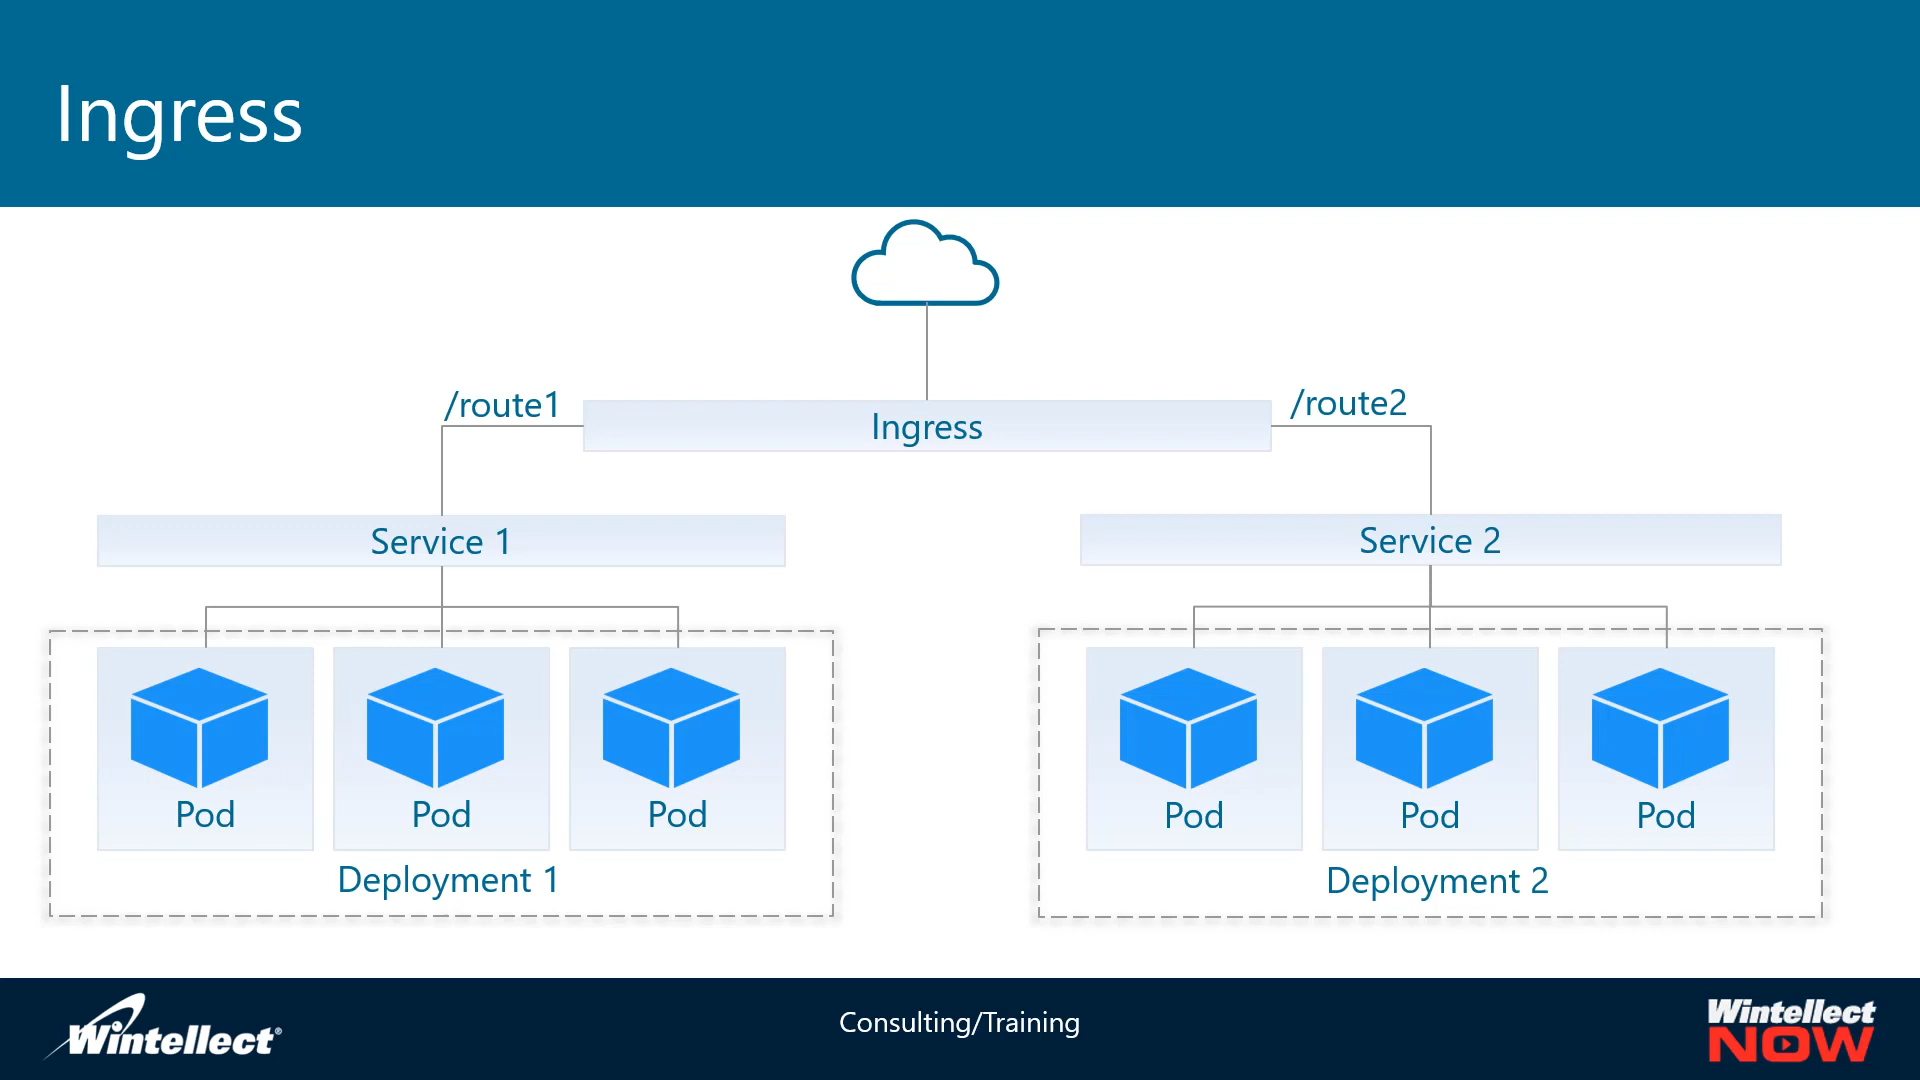 Ingress
/route1
Ingress
/route2
Service 1
Service 2
Pod
Pod
Pod
Pod
Pod
Pod
Deployment 1
Deployment 2
Wintellect®
Consulting/Training
Wintellect
NOW